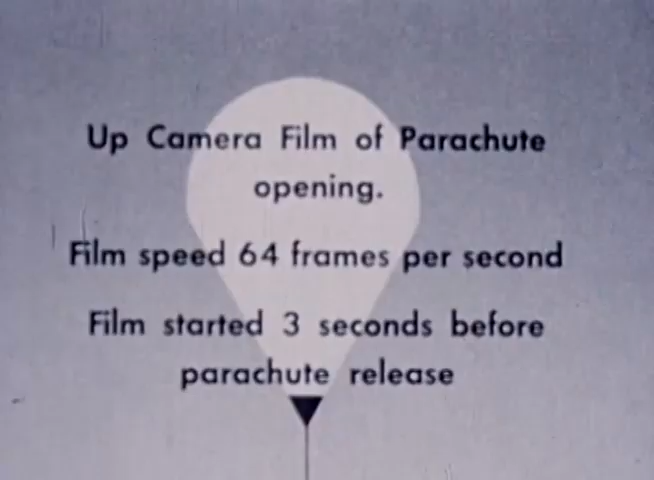 Up Camera Film of Parachute
opening.
Film speed 64 frames per second
Film started 3 seconds before
parachute release